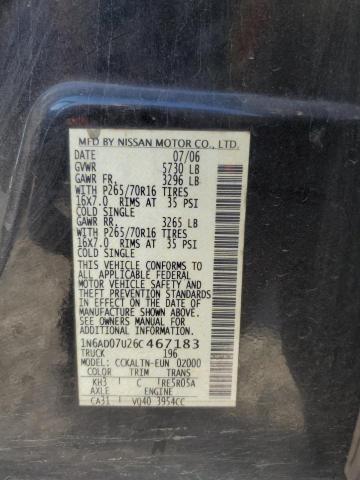 MFD BY NISSAN MOTOR CO., LTD.
DATE 07/06
GVWR 5730 LB
GAWR FR. 3296 LB
WITH P265/70R16 TIRES
16X7.0 RIMS AT 35 PSI
COLD SINGLE
GAWR RR. 3265 LB
WITH P265/70R16 TIRES
16X7.0 RIMS AT 35 PSI
COLD SINGLE
THIS VEHICLE CONFORMS TO
ALL APPLICABLE FEDERAL
MOTOR VEHICLE SAFETY
AND THEFT PREVENTION STANDARDS
IN EFFECT ON THE DATE OF
MFR SHOWN ABOVE. SEE
OWNERS MANUAL FOR
ADDITIONAL INFORMATION
1N6AD07U26C467183
TRUCK 196
MODEL: CCKALTN-EUN 02000
COLOR TRIM TRANS
KH3 C RE5R05A
AXLE ENGINE
CA31 VQ40 3954CC